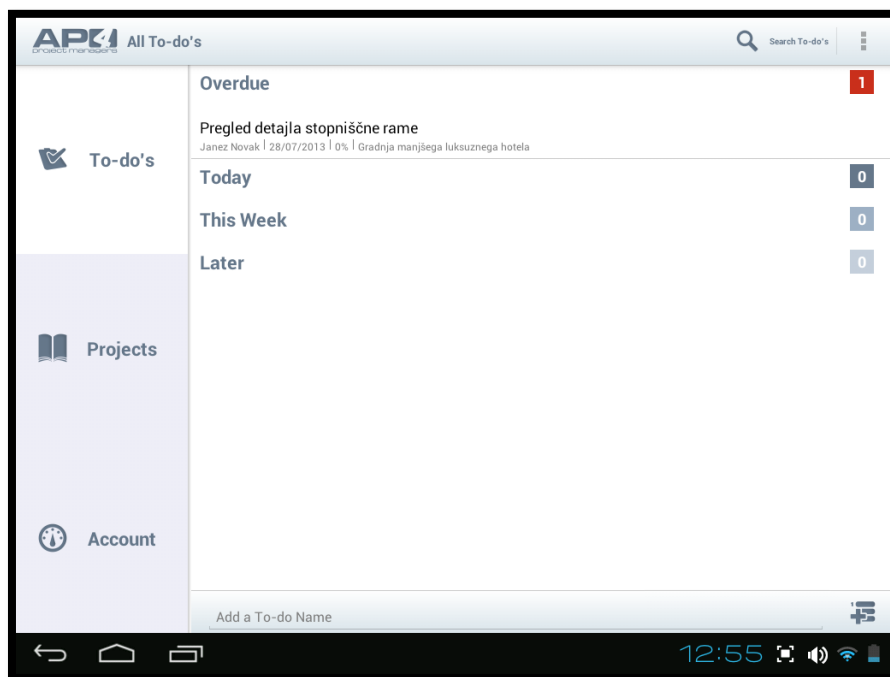 AP4 All To-do's Search To-do's
project managers
To-do's
Projects
Account
Overdue 1
Pregled detajla stopniščne rame
Janez Novak | 28/07/2013 | 0% | Gradnja manjšega luksuznega hotela
Today 0
This Week 0
Later 0
Add a To-do Name
12:55